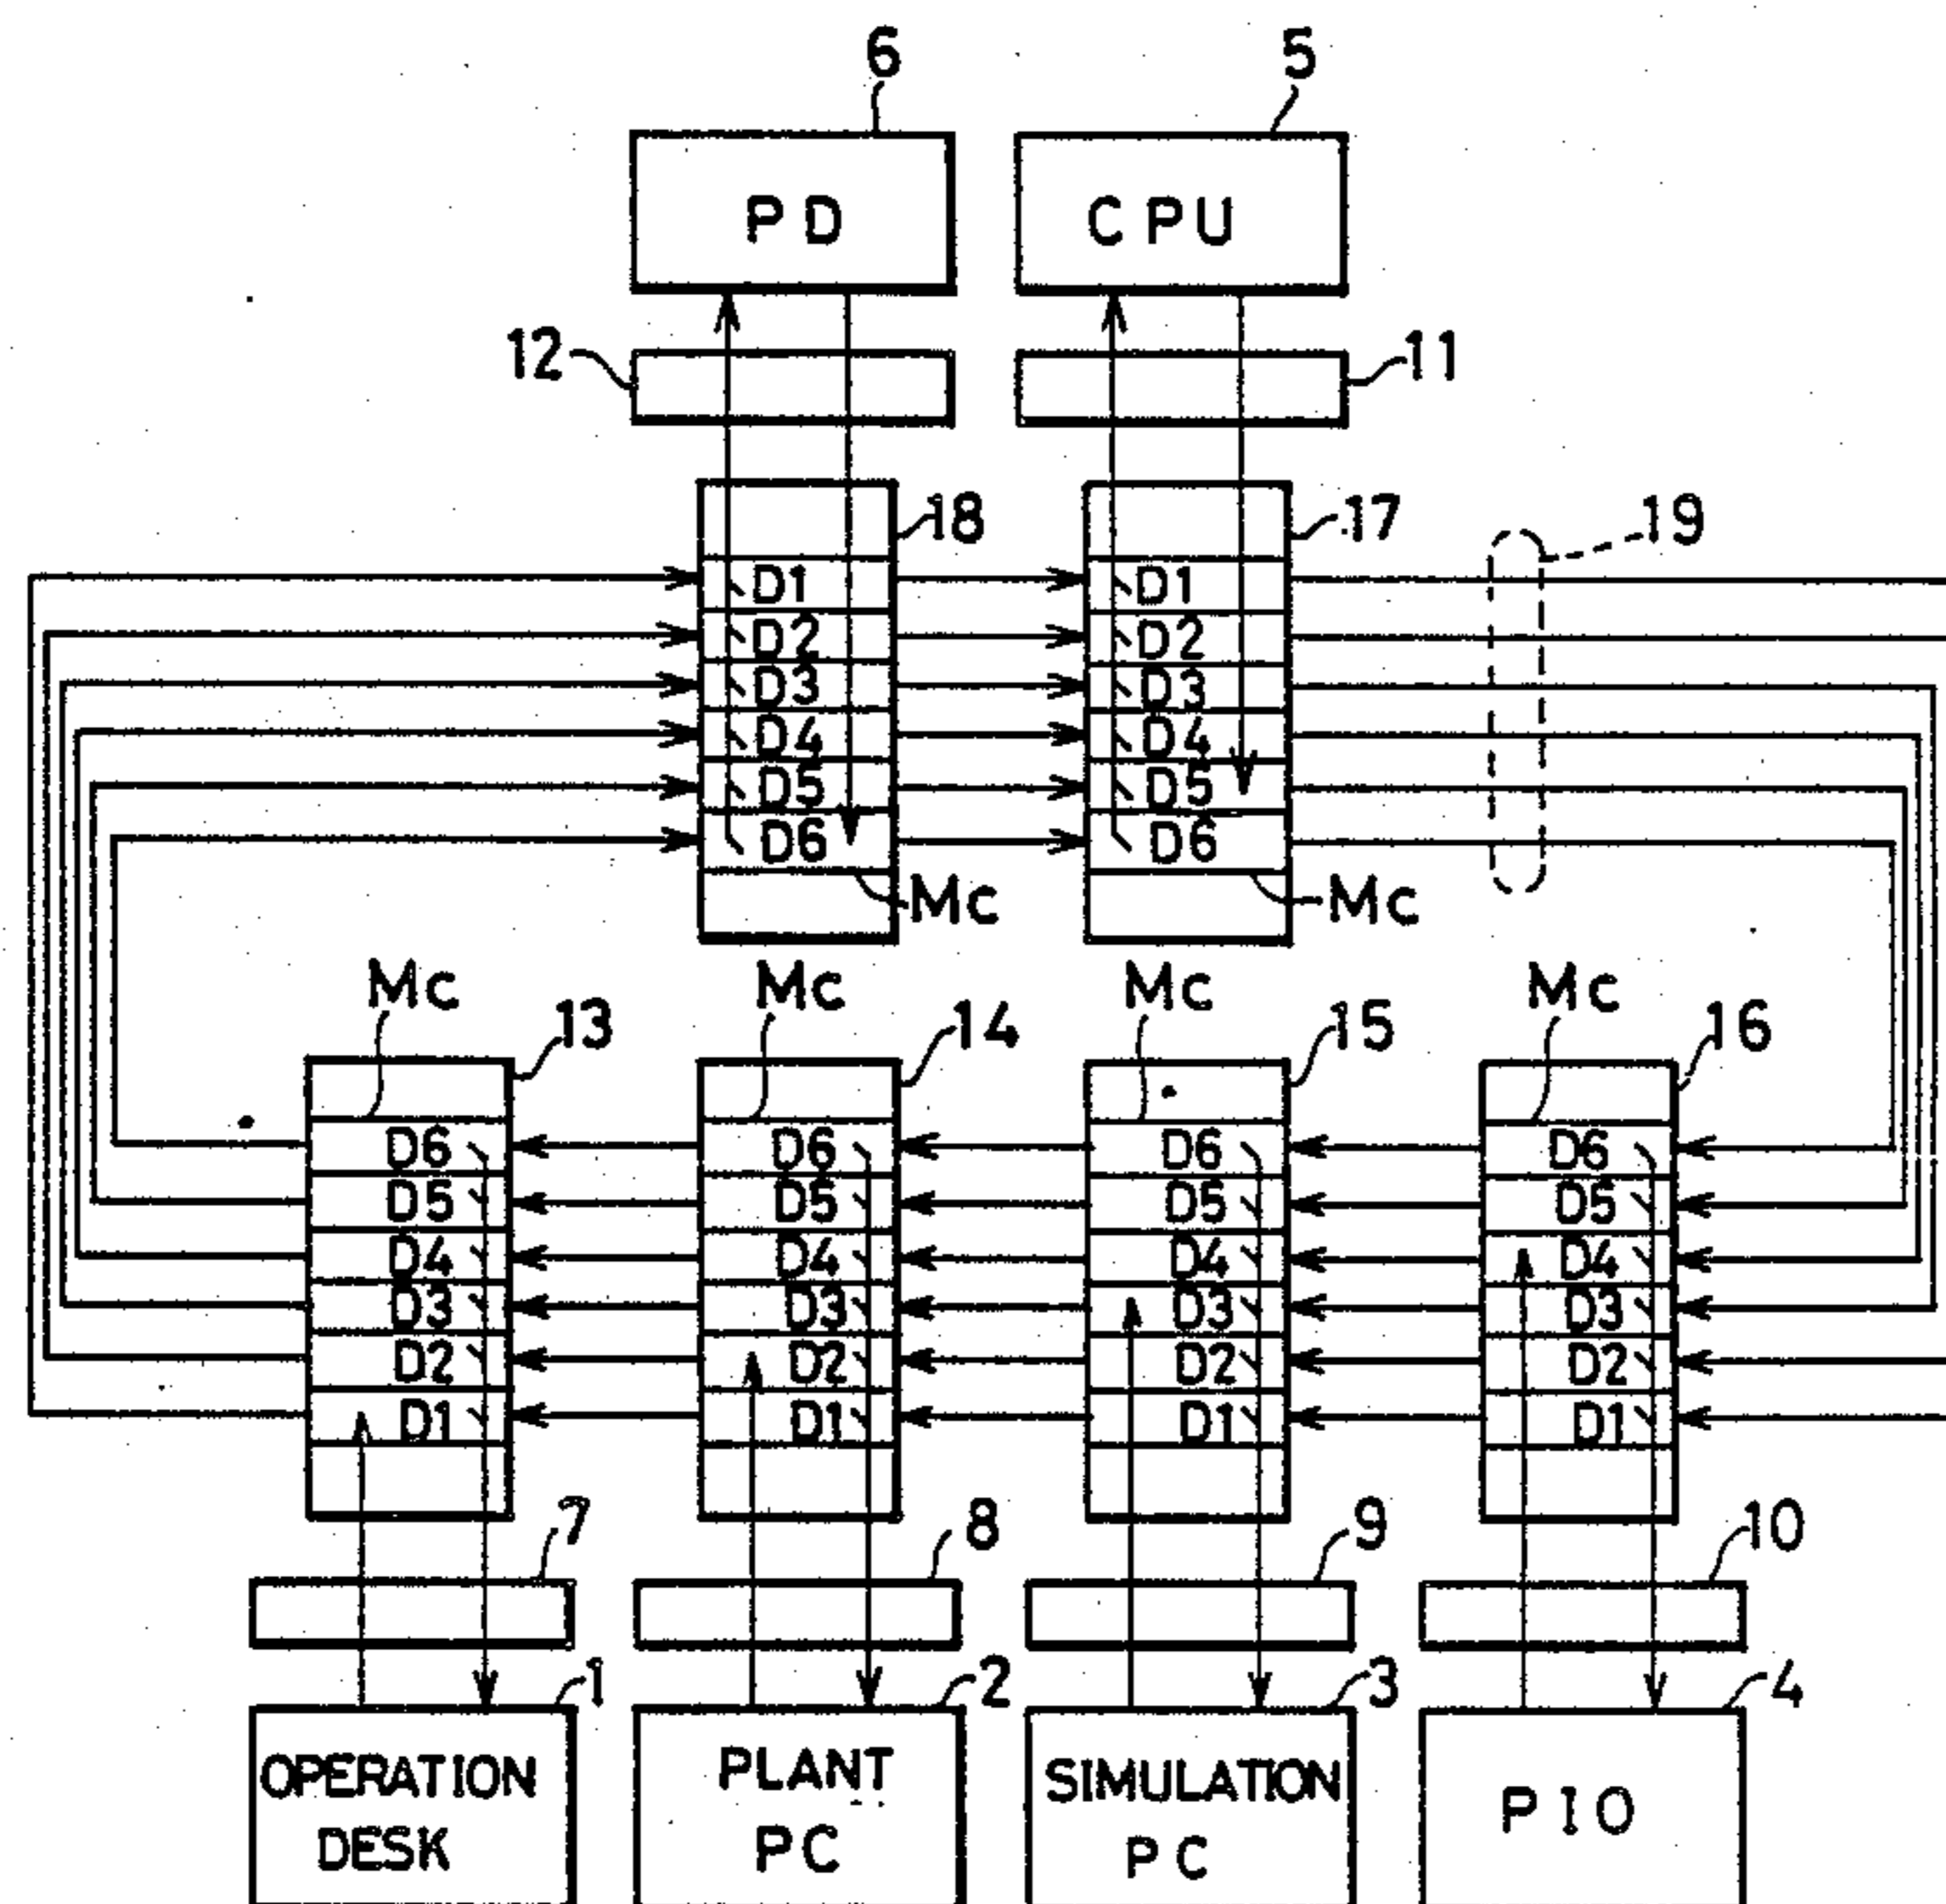 6 5
PD CPU
12 11
18 17 19
D1 D1
D2 D2
D3 D3
D4 D4
D5 D5
D6 D6
Mc Mc
Mc Mc Mc Mc
13 14 15 16
D6 D6 D6 D6
D5 D5 D5 D5
D4 D4 D4 D4
D3 D3 D3 D3
D2 D2 D2 D2
D1 D1 D1 D1
7 8 9 10
1 2 3 4
OPERATION DESK
PLANT PC
SIMULATION PC
PIO